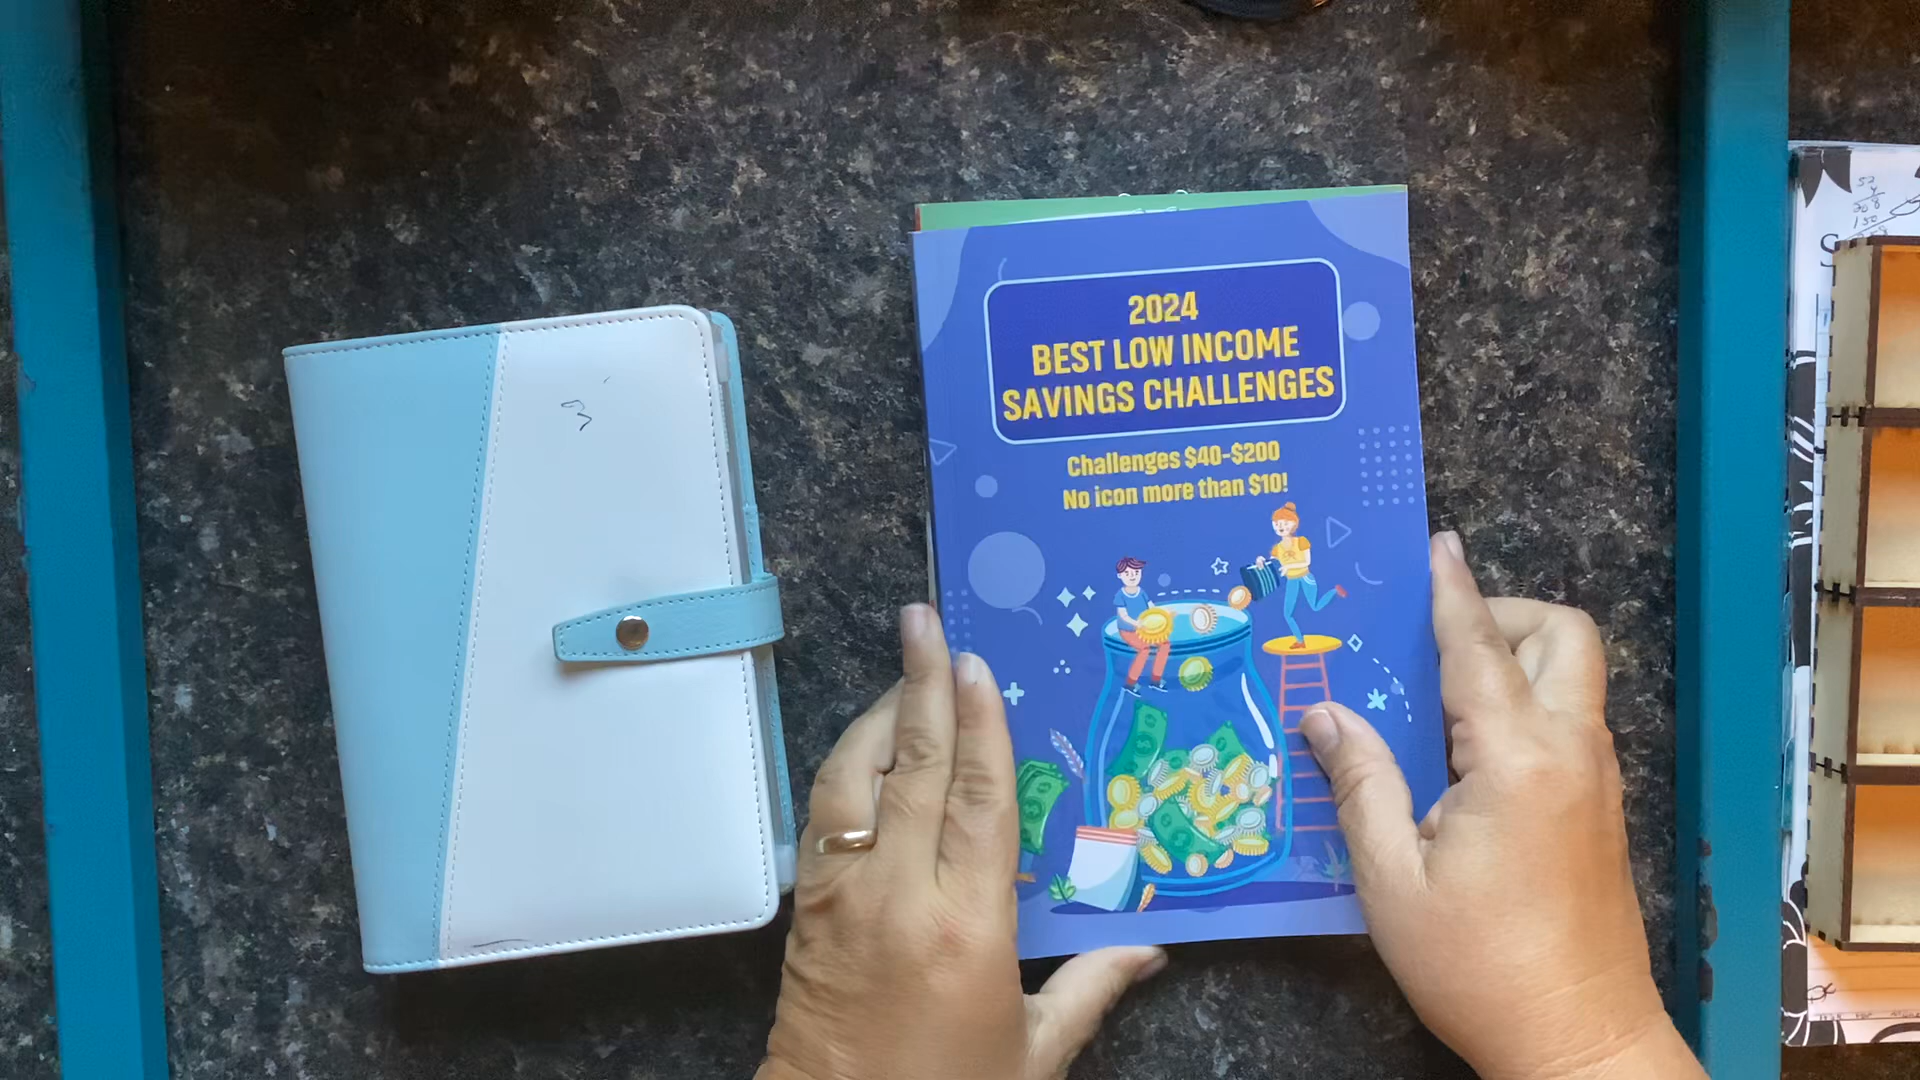 2024
BEST LOW INCOME
SAVINGS CHALLENGES
Challenges $40-$200
No icon more than $10!